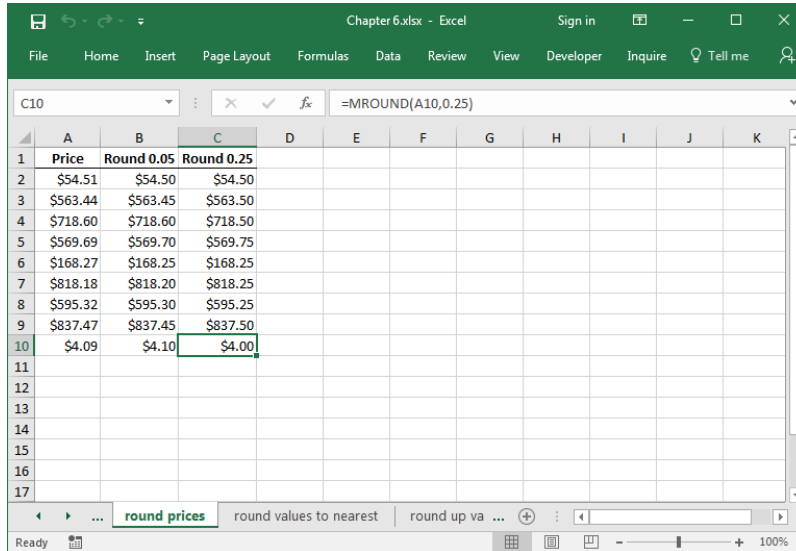 Chapter 6.xlsx - Excel Sign in
File Home Insert Page Layout Formulas Data Review View Developer Inquire Tell me
C10 fx =MROUND(A10,0.25)
A B C D E F G H I J K
1 Price Round 0.05 Round 0.25
2 $54.51 $54.50 $54.50
3 $563.44 $563.45 $563.50
4 $718.60 $718.60 $718.50
5 $569.69 $569.70 $569.75
6 $168.27 $168.25 $168.25
7 $818.18 $818.20 $818.25
8 $595.32 $595.30 $595.25
9 $837.47 $837.45 $837.50
10 $4.09 $4.10 $4.00
11
12
13
14
15
16
17
... round prices round values to nearest round up va ...
Ready 100%